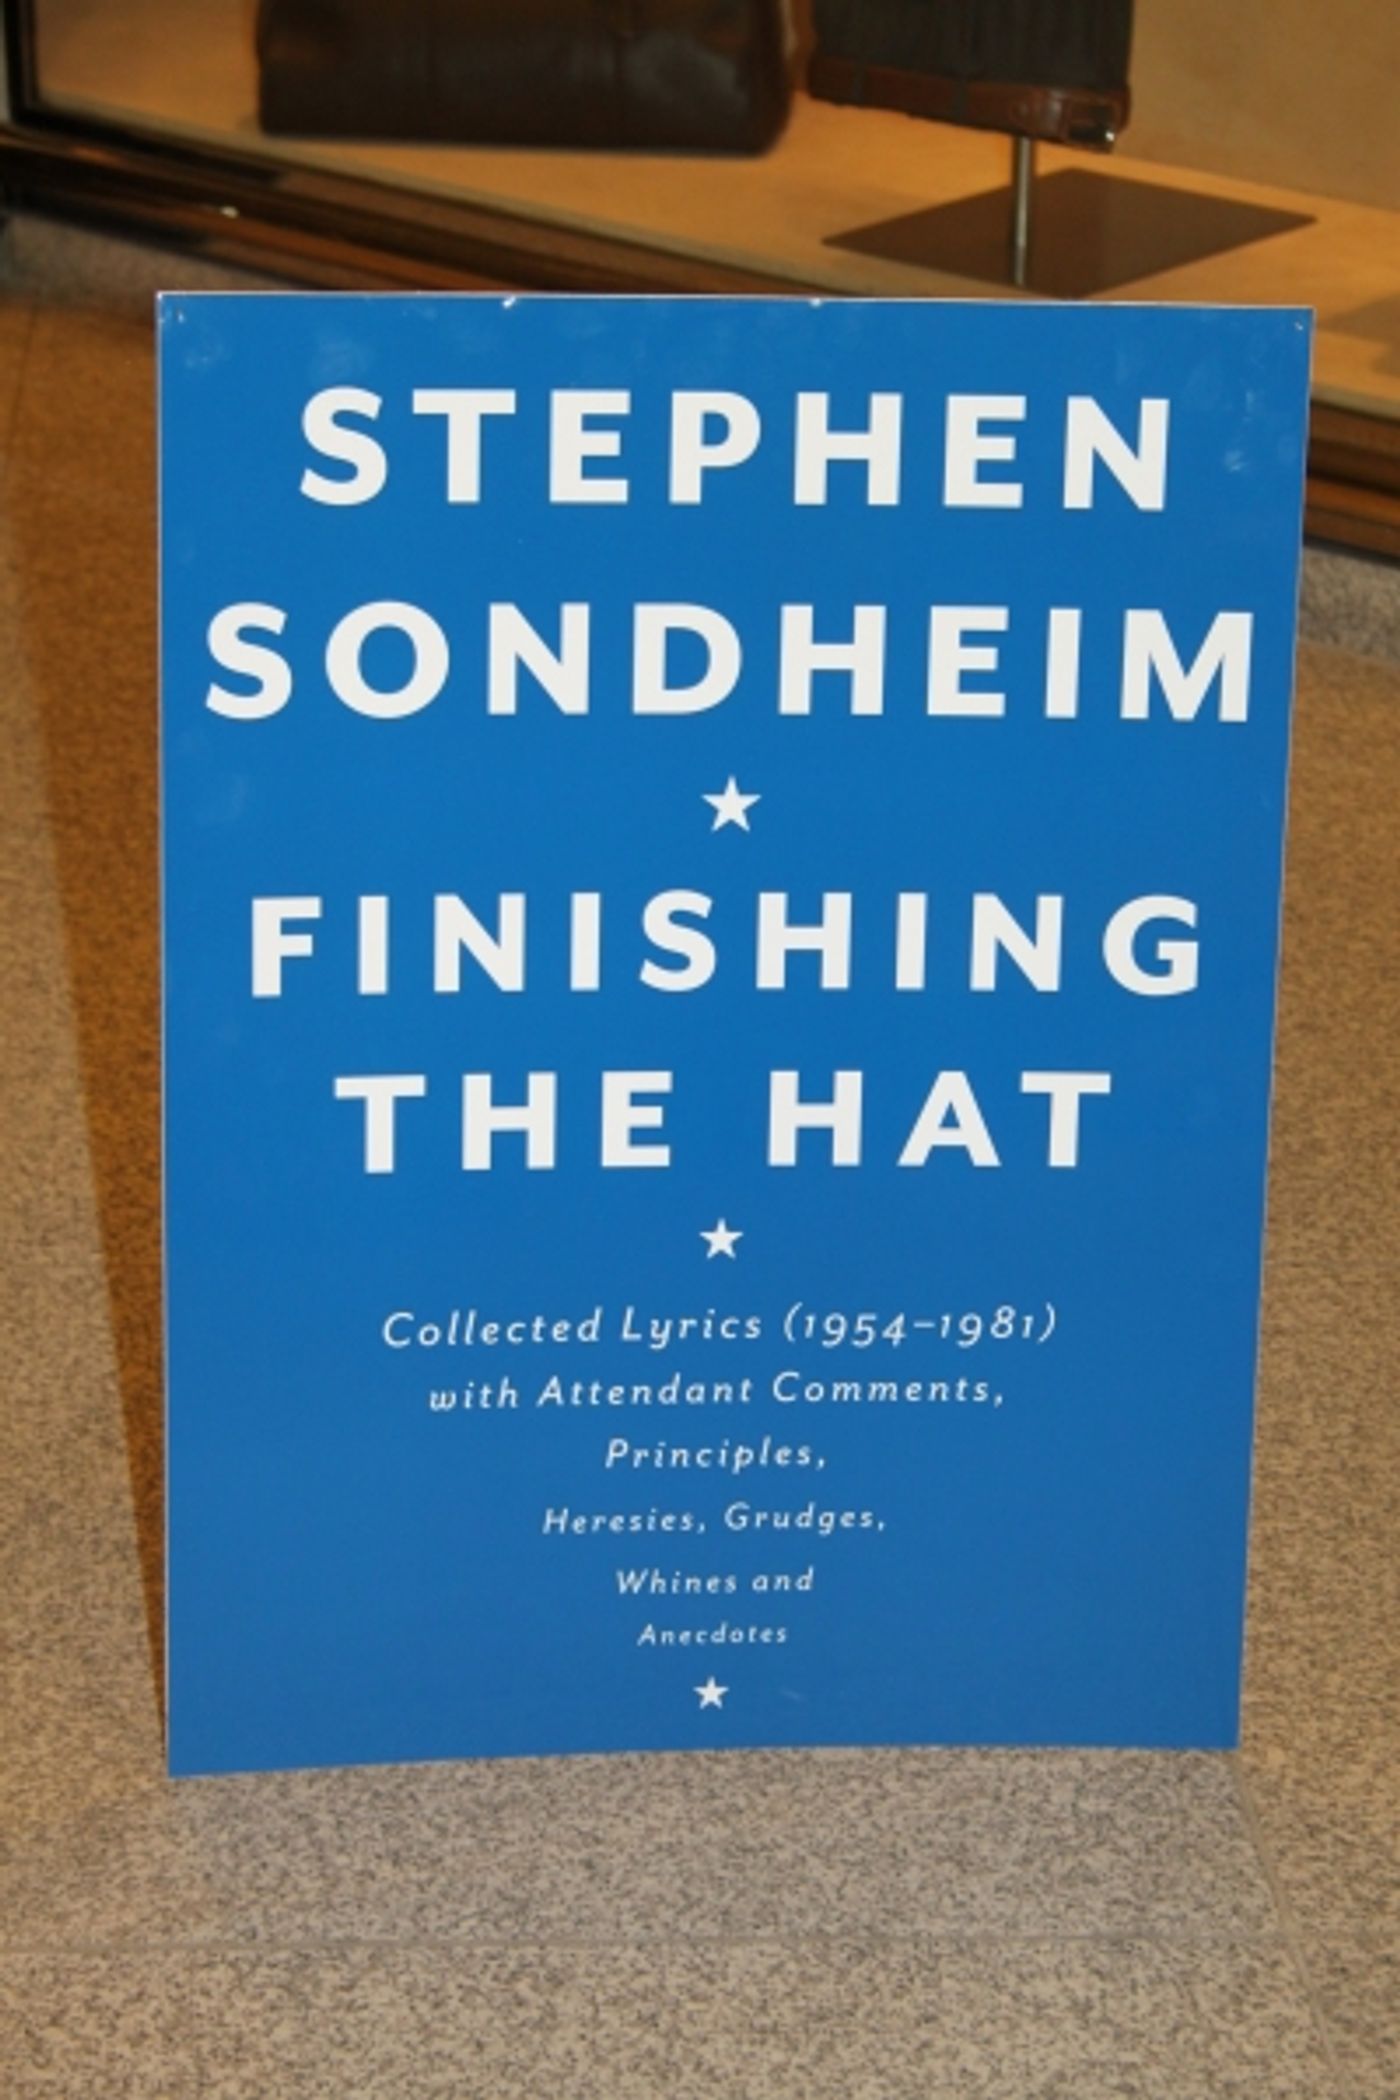 STEPHEN
SONDHEIM
FINISHING
THE HAT
Collected Lyrics (1954–1981)
with Attendant Comments,
Principles,
Heresies, Grudges,
Whines and
Anecdotes